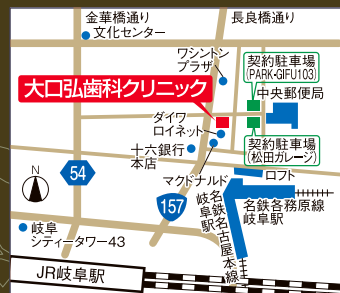 金華橋通り
長良橋通り
文化センター
ワシントン
プラザ
契約駐車場
(PARK-GIFU103)
大口弘歯科クリニック
中央郵便局
ダイワ
ロイネット
契約駐車場
(松田ガレージ)
十六銀行
本店
マクドナルド
ロフト
N
54
157
名鉄各務原線
岐阜駅
名鉄名古屋本線
岐阜駅
岐阜
シティータワー43
JR岐阜駅